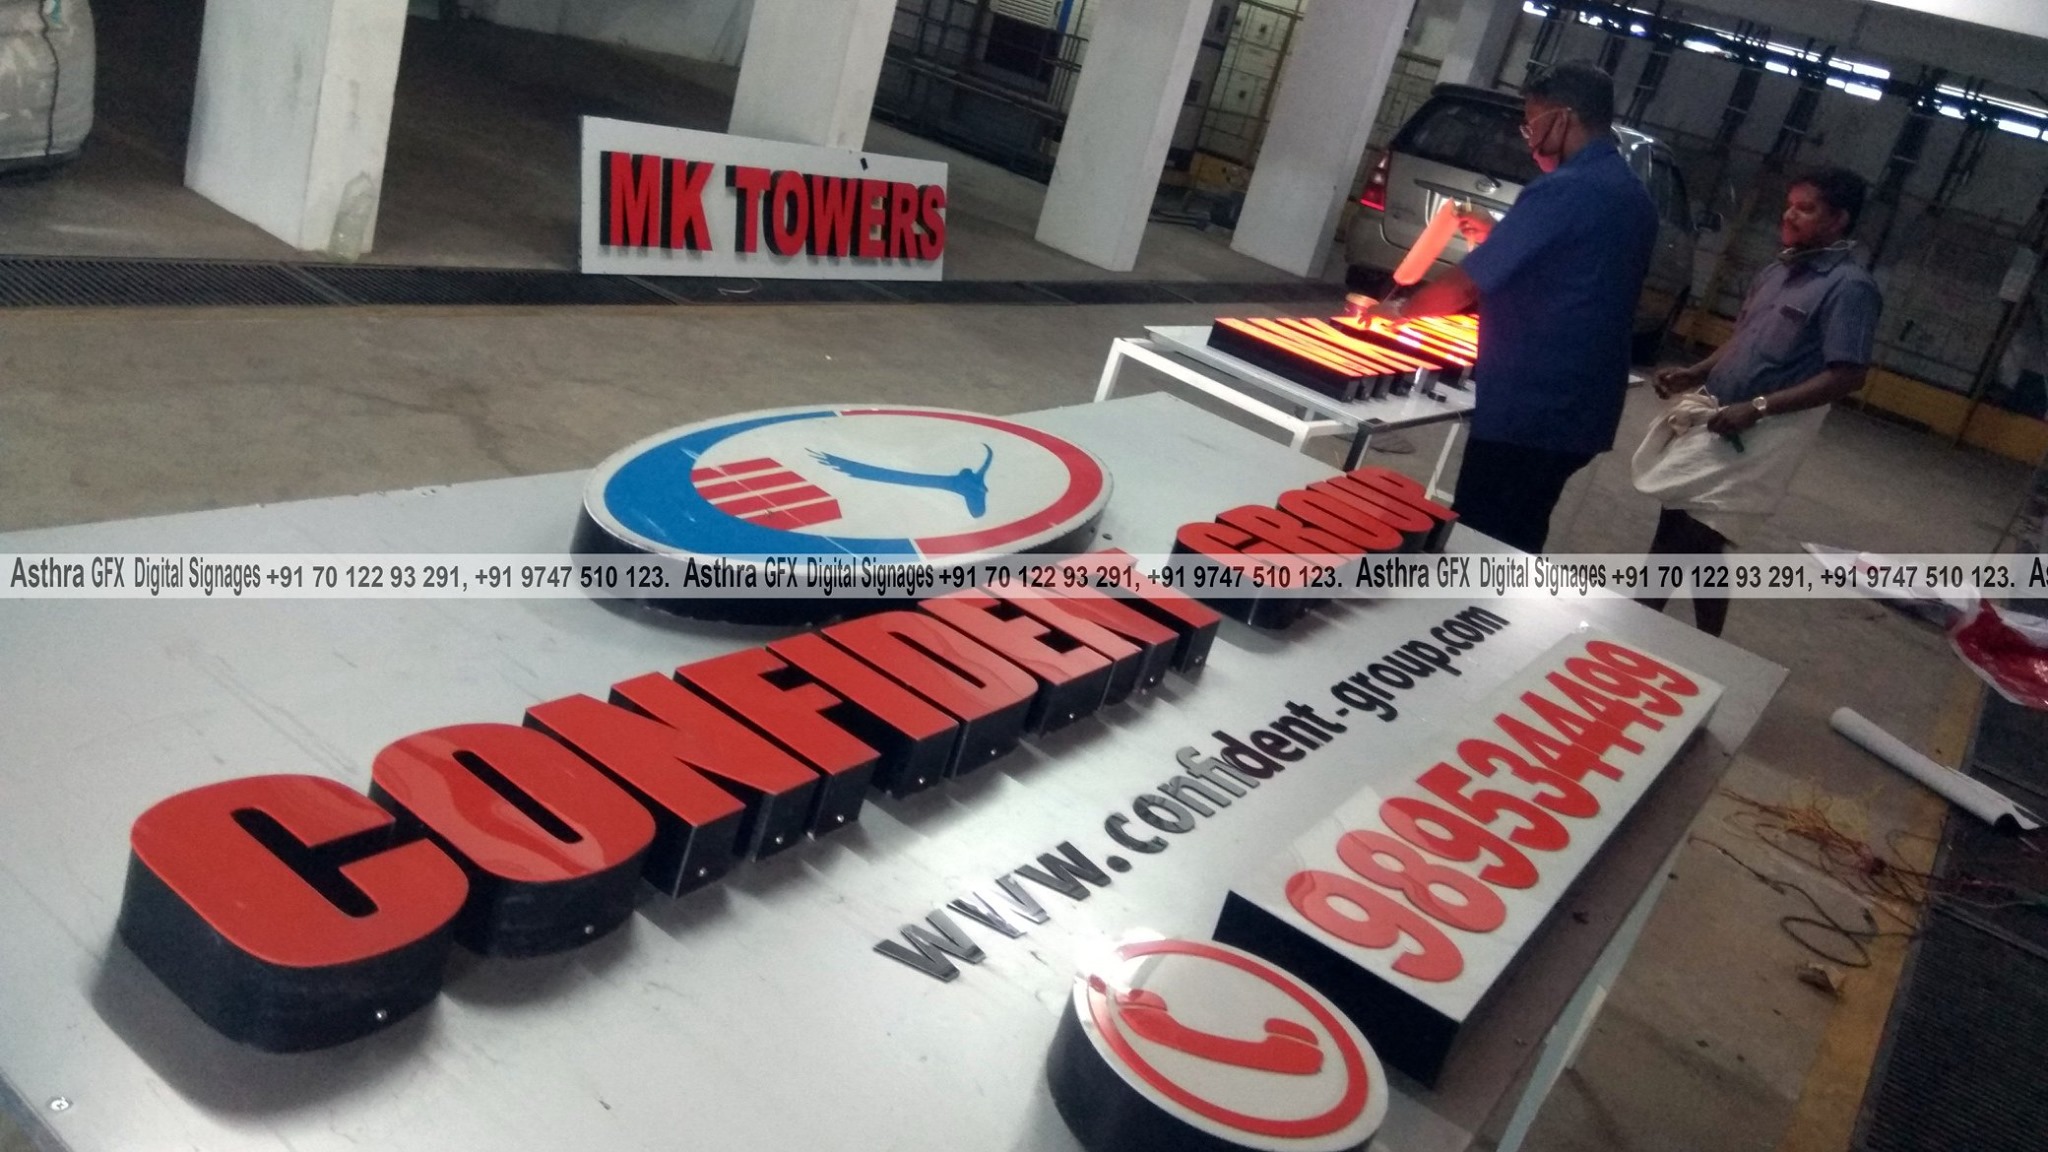 MK TOWERS
CONFIDENT GROUP
www.confident-group.com
9895344499
Asthra GFX Digital Signages +91 70 122 93 291, +91 9747 510 123. Asthra GFX Digital Signages +91 70 122 93 291, +91 9747 510 123. Asthra GFX Digital Signages +91 70 122 93 291, +91 9747 510 123. As